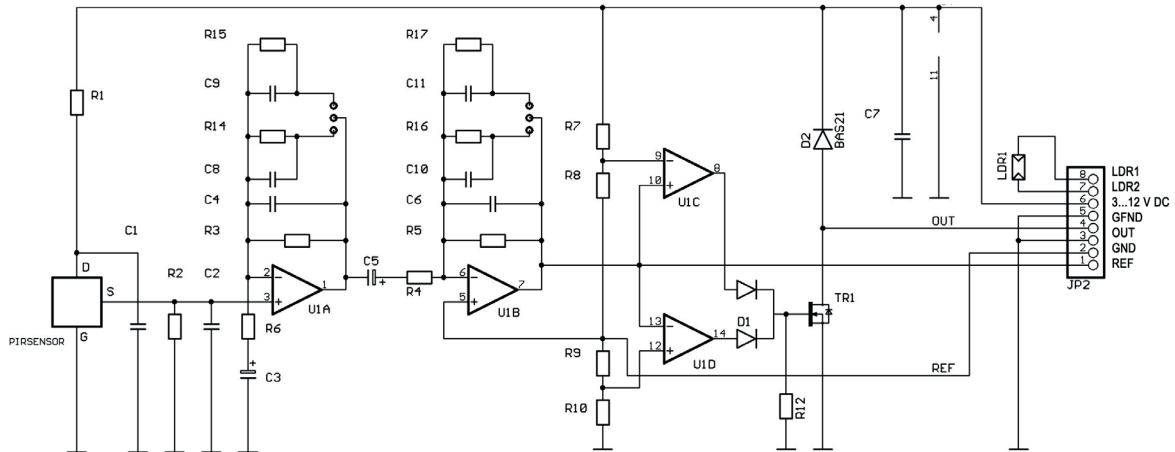 R15
R17
4
R1
C9
C11
11
C7
D2
BAS21
R14
R16
R7
C8
C10
R8
9
8
10
U1C
LDR1
8
LDR1
7
LDR2
6
3...12 V DC
5
GFND
4
OUT
3
GND
2
REF
1
JP2
C4
C6
R3
R5
OUT
C1
D
S
G
PIRSENSOR
R2
C2
2
3
1
U1A
C5
+
R4
6
5
7
U1B
R6
+
C3
13
12
14
U1D
D1
TR1
R9
R10
R12
REF